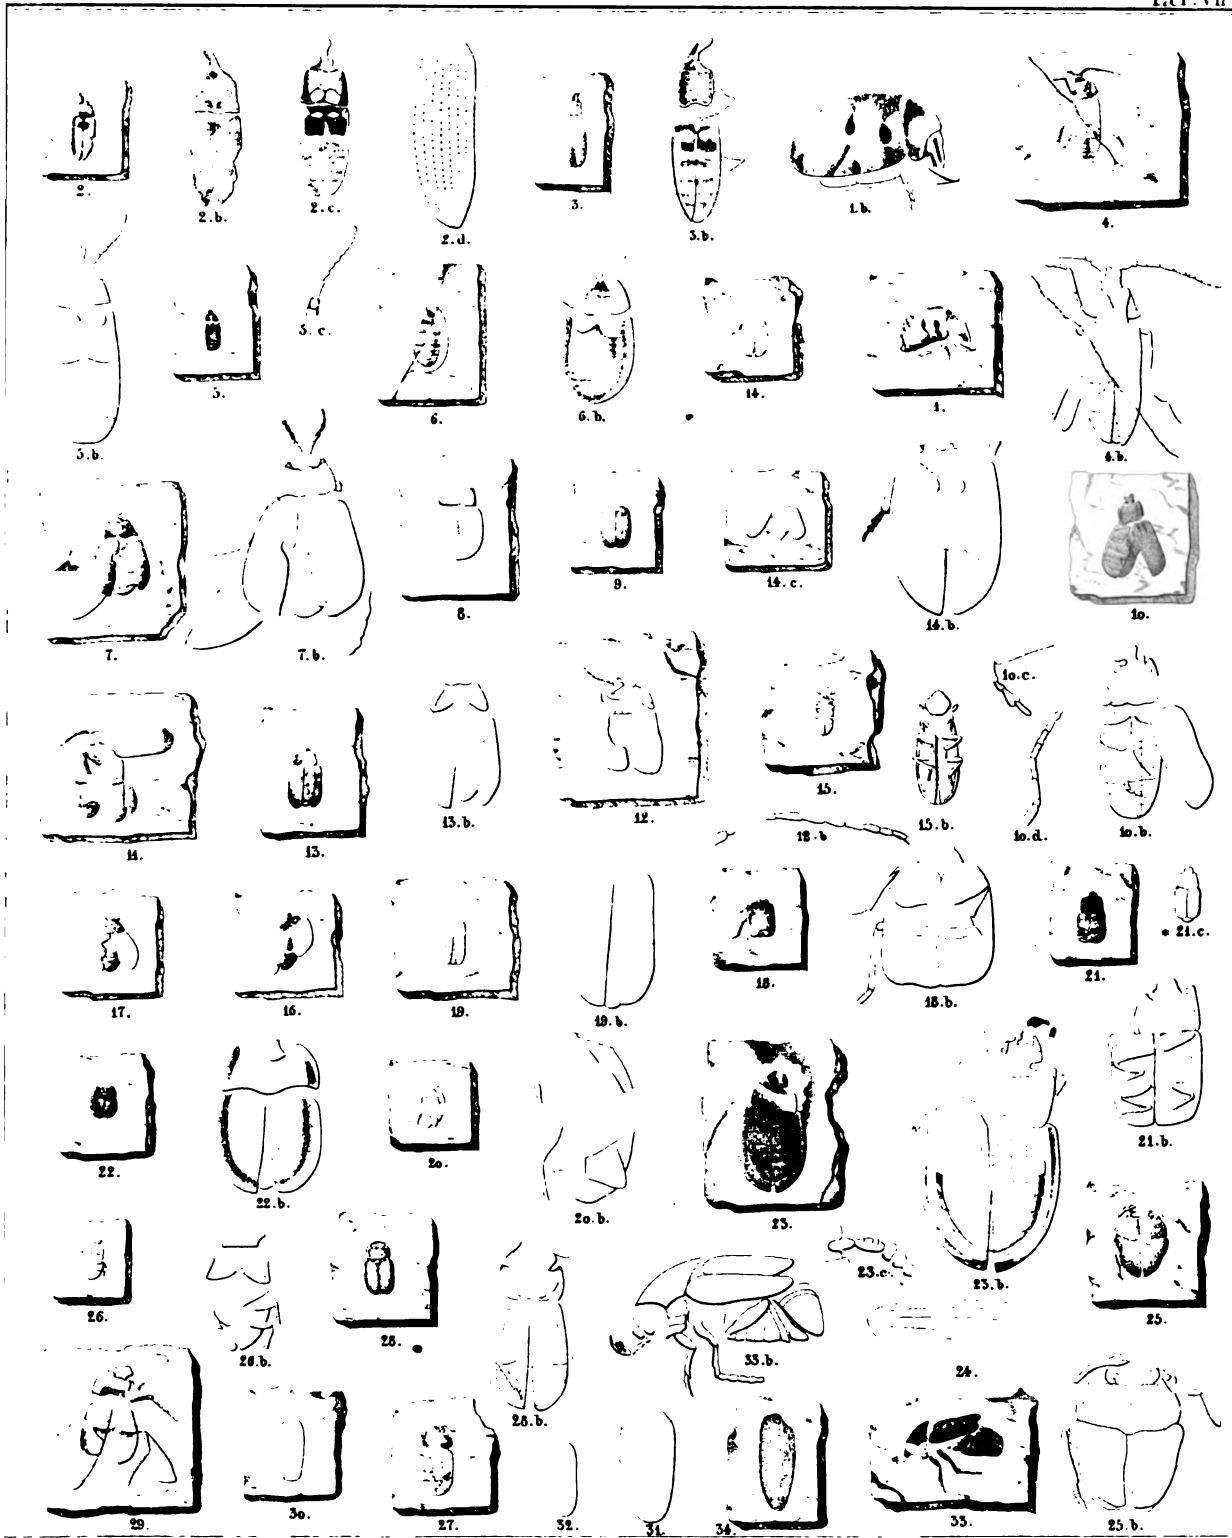 2. 2.b. 2.c. 2.d. 3. 3.b. 1.b. 4.
5.b. 5. 5.c. 6. 6.b. 14. 1. 4.b.
7. 7.b. 8. 9. 14.c. 14.b. 10.
11. 13. 13.b. 12. 12.b 15. 15.b. 10.c. 10.d. 10.b.
17. 16. 19. 19.b. 18. 18.b. 21. 21.c.
22. 22.b. 20. 20.b. 23. 23.c. 23.b. 21.b.
26. 26.b. 28. 28.b. 33.b. 24. 25.
29. 30. 27. 32. 31. 34. 33. 25.b.